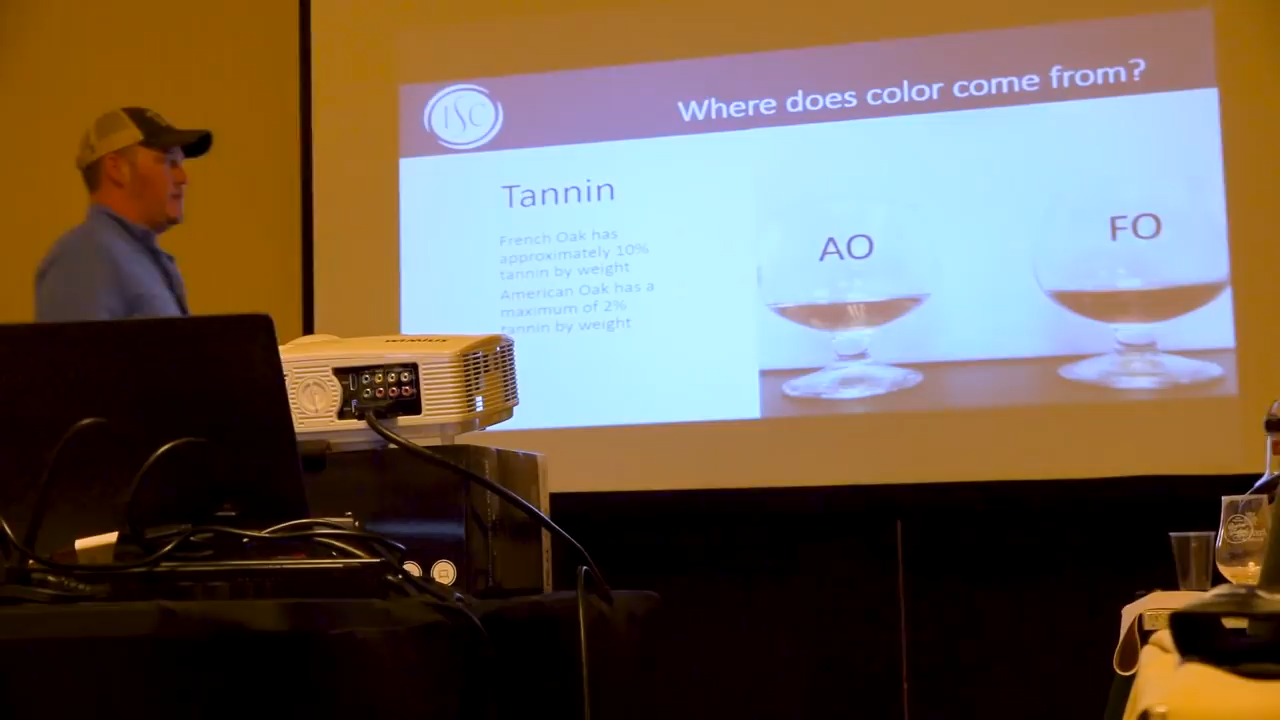 ISC
Where does color come from?
Tannin
French Oak has
approximately 10%
tannin by weight
American Oak has a
maximum of 2%
tannin by weight
AO
FO
WiMiUS